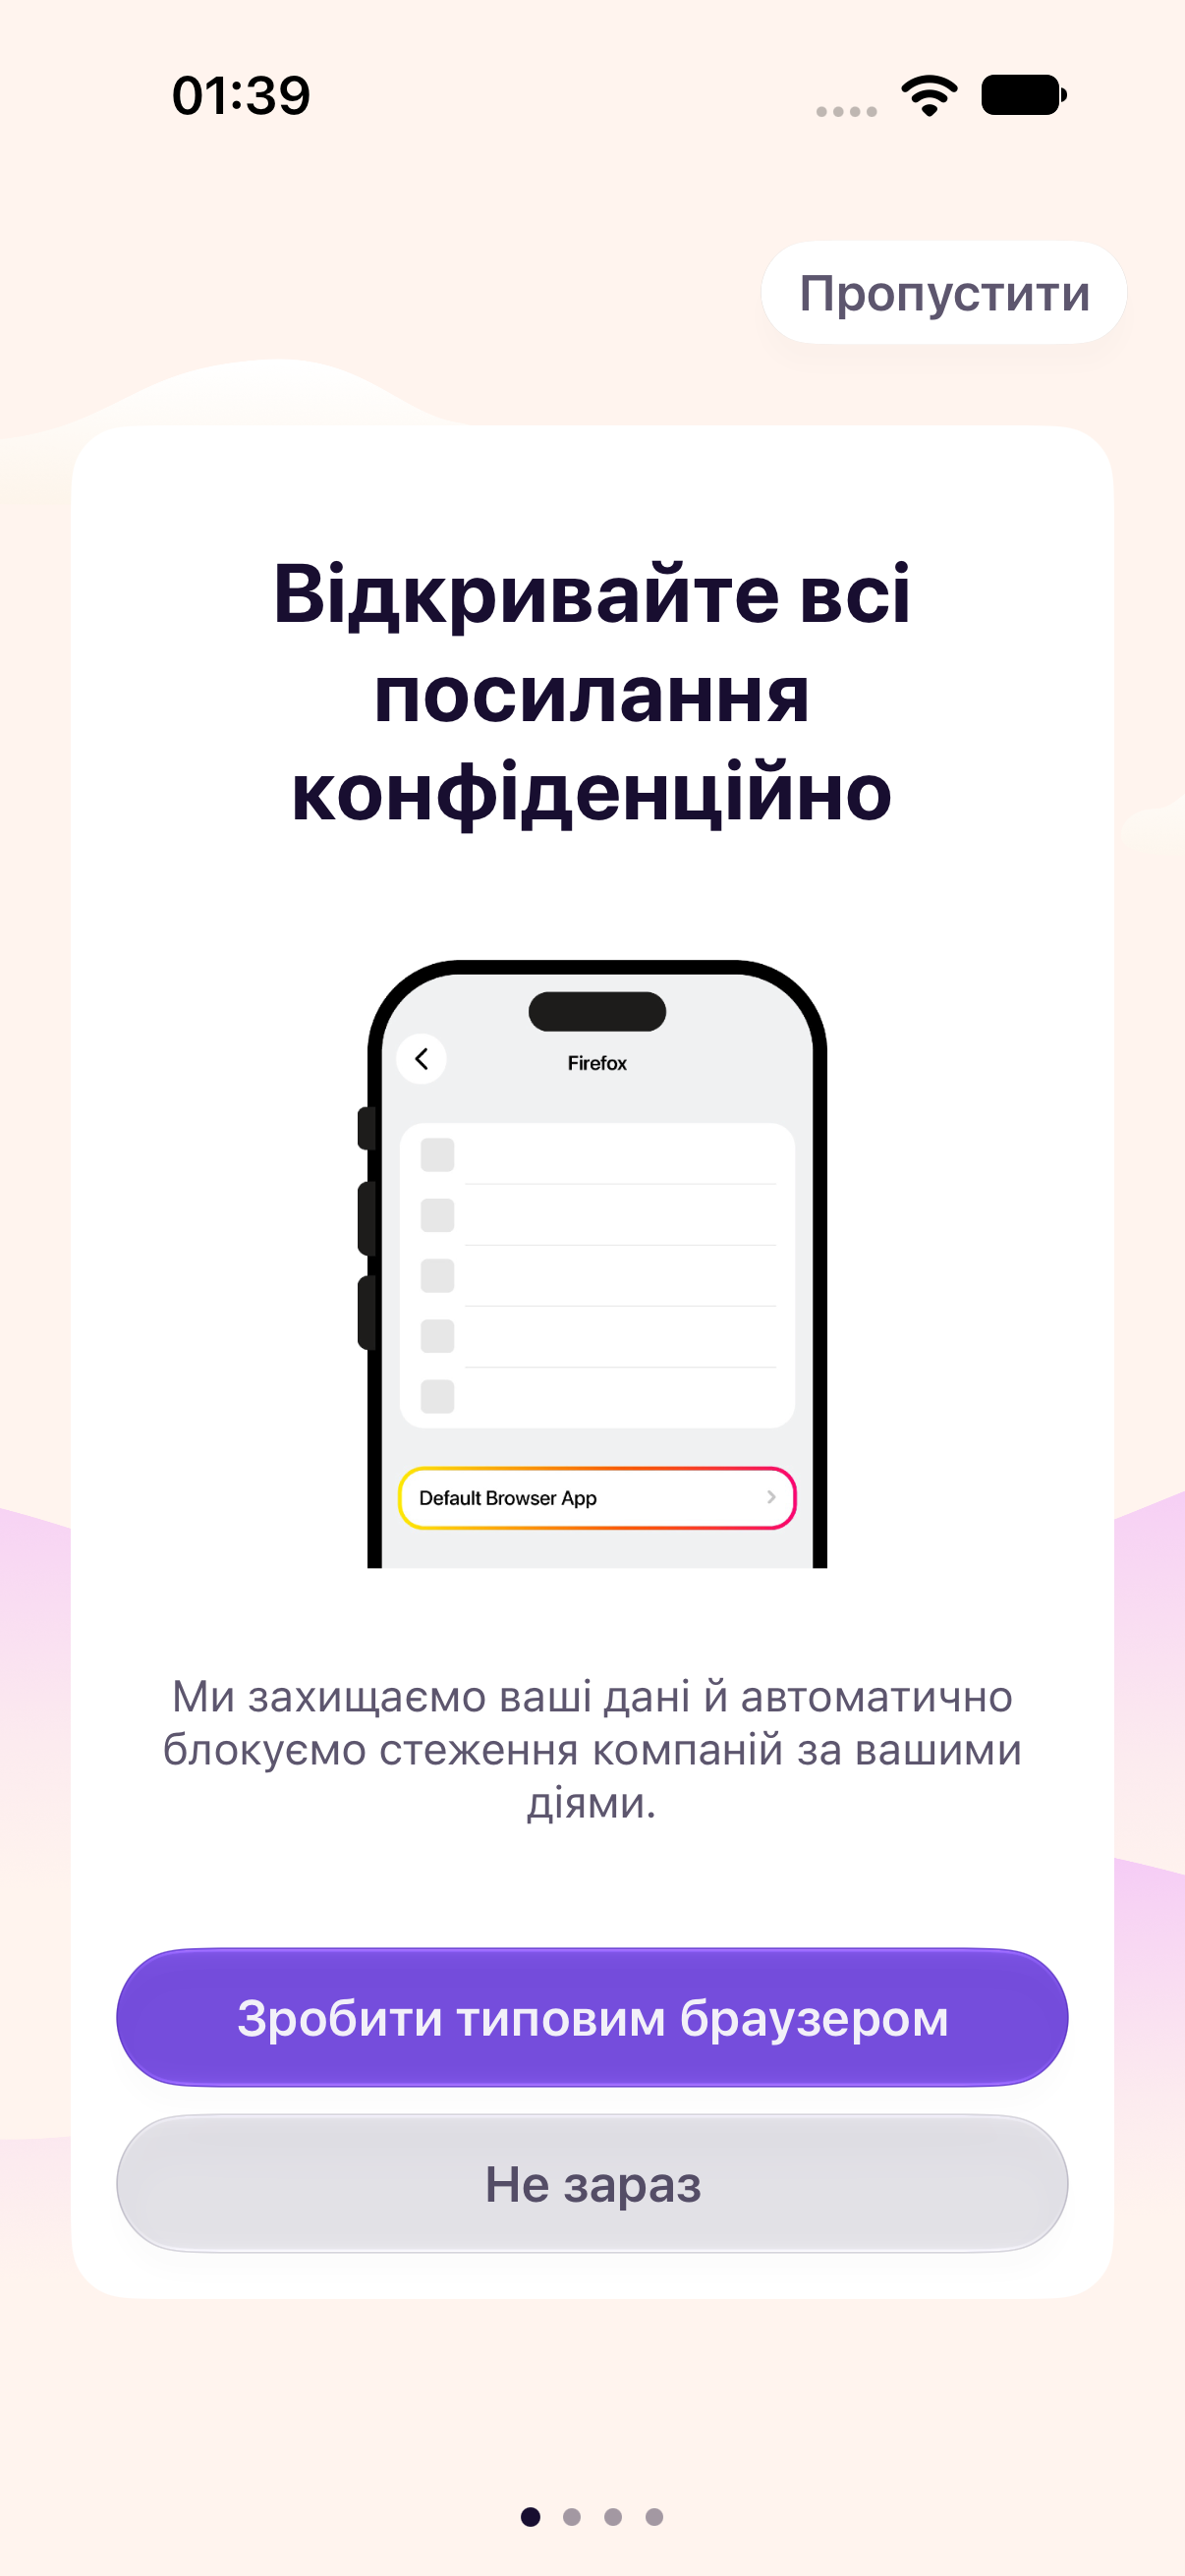 01:39
Пропустити
Відкривайте всі
посилання
конфіденційно
Firefox
Default Browser App
Ми захищаємо ваші дані й автоматично
блокуємо стеження компаній за вашими
діями.
Зробити типовим браузером
Не зараз